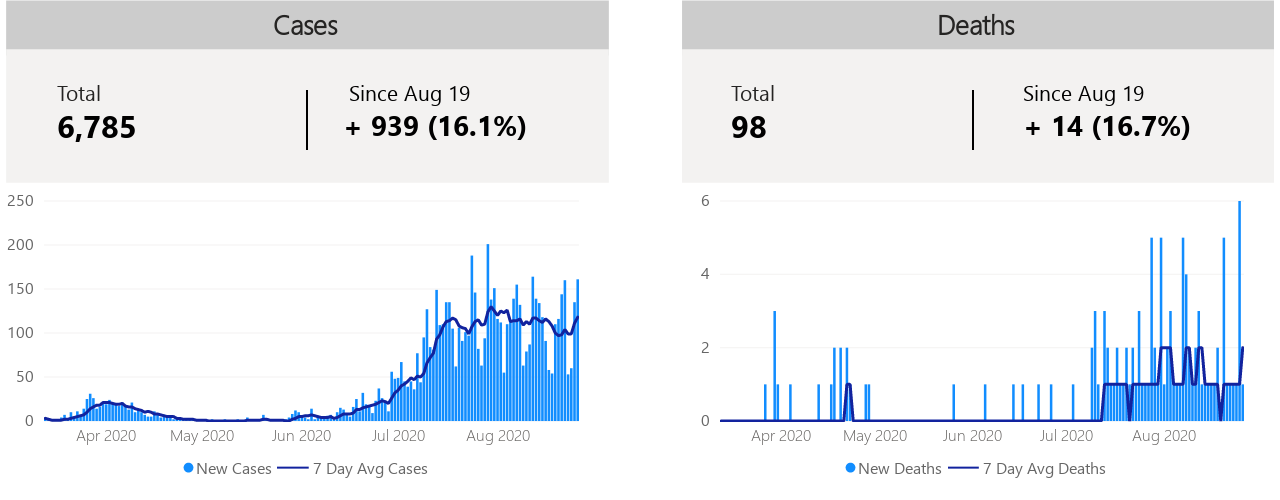 Cases
Total
Since Aug 19
6,785
+ 939 (16.1%)
250
200
150
100
50
0
Apr 2020 May 2020 Jun 2020 Jul 2020 Aug 2020
New Cases 7 Day Avg Cases
Deaths
Total
Since Aug 19
98
+ 14 (16.7%)
6
4
2
0
Apr 2020 May 2020 Jun 2020 Jul 2020 Aug 2020
New Deaths 7 Day Avg Deaths